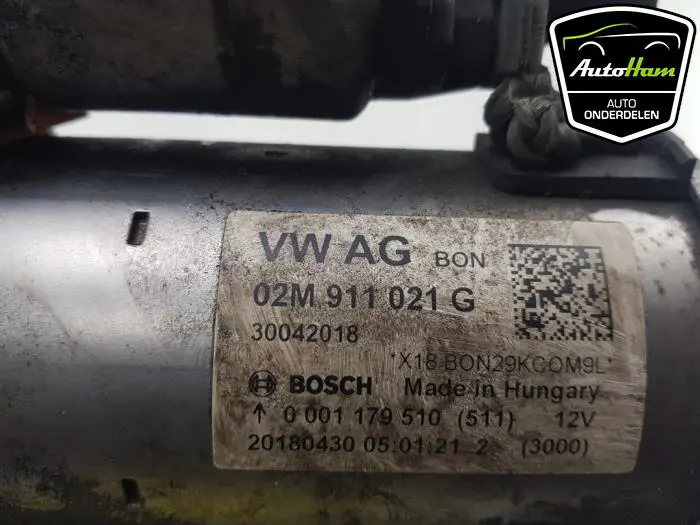 AutoHam
AUTO
ONDERDELEN
VW AG BON
02M 911 021 G
30042018
*X18 BON29KCOM9L*
BOSCH Made in Hungary
↑ 0 001 179 510 (511) 12V
20180430 05:01:21 2 (3000)